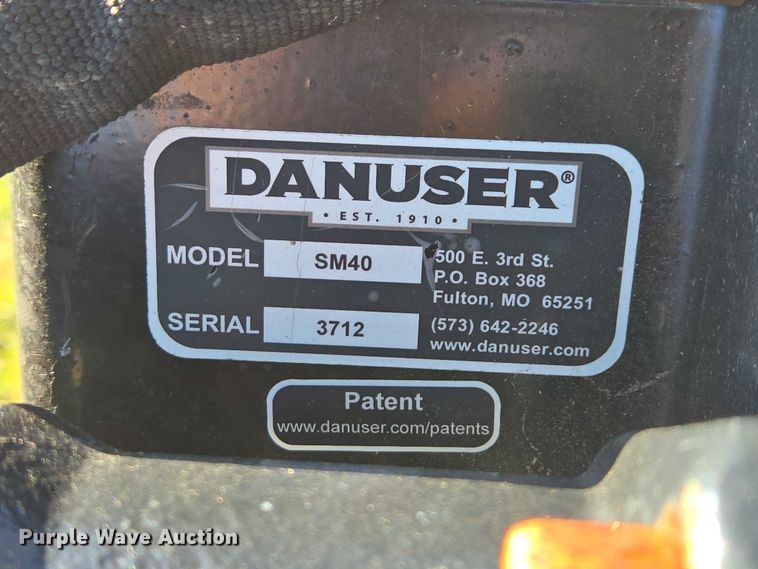 DANUSER®
• EST. 1910 •
MODEL SM40
500 E. 3rd St.
P.O. Box 368
Fulton, MO 65251
SERIAL 3712
(573) 642-2246
www.danuser.com
Patent
www.danuser.com/patents
Purple Wave Auction